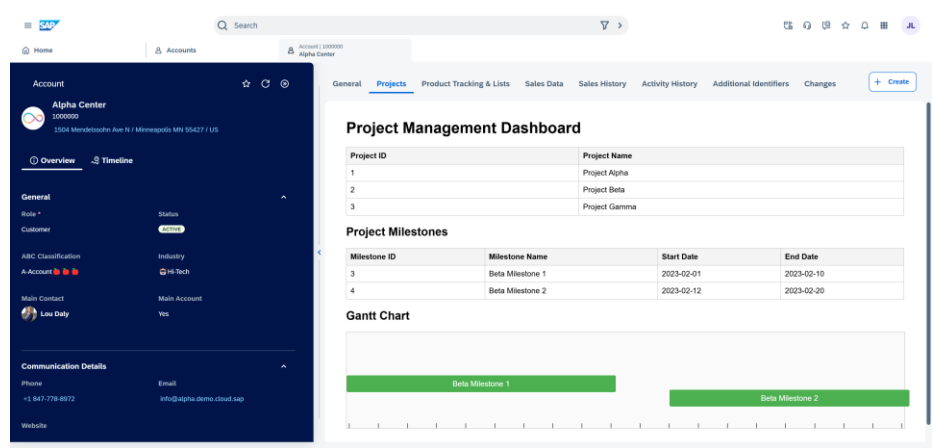 SAP
Search
JL
Home
Accounts
Account | 1000000
Alpha Center
Account
Alpha Center
1000000
1504 Mendelssohn Ave N / Minneapolis MN 55427 / US
Overview
Timeline
General
Role *
Status
Customer
ACTIVE
ABC Classification
Industry
A-Account
Hi-Tech
Main Contact
Main Account
Lou Daly
Yes
Communication Details
Phone
Email
+1 847-778-8972
info@alpha.demo.cloud.sap
Website
General Projects Product Tracking & Lists Sales Data Sales History Activity History Additional Identifiers Changes
+ Create
Project Management Dashboard
Project ID Project Name
1 Project Alpha
2 Project Beta
3 Project Gamma
Project Milestones
Milestone ID Milestone Name Start Date End Date
3 Beta Milestone 1 2023-02-01 2023-02-10
4 Beta Milestone 2 2023-02-12 2023-02-20
Gantt Chart
Beta Milestone 1
Beta Milestone 2